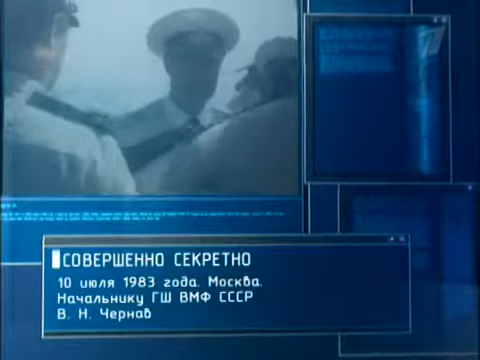 СОВЕРШЕННО СЕКРЕТНО
10 июля 1983 года. Москва.
Начальнику ГШ ВМФ СССР
В. Н. Чернав